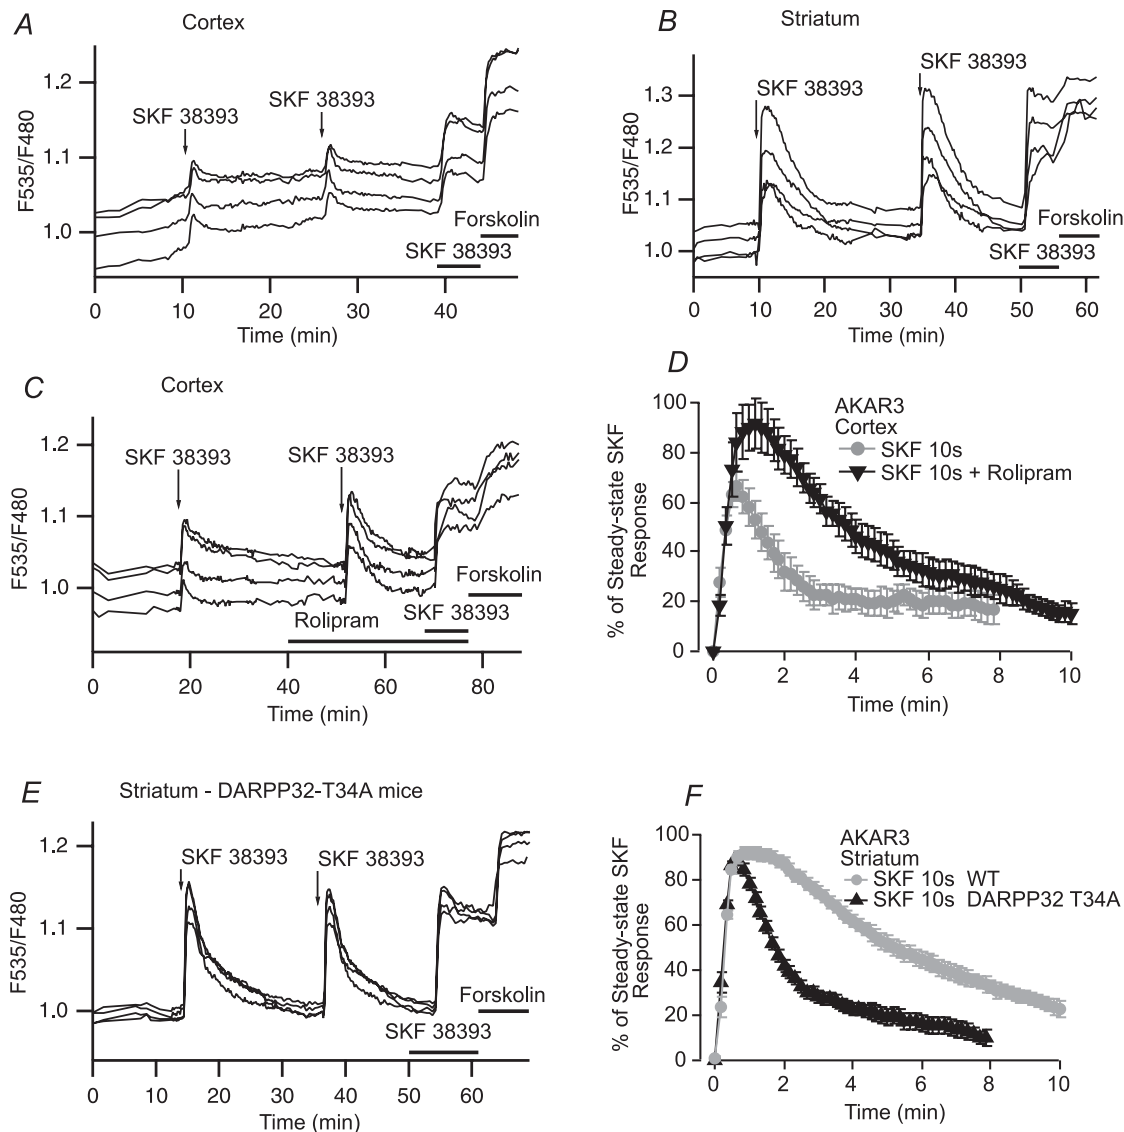 A
Cortex
F535/F480
1.2
1.1
1.0
SKF 38393
SKF 38393
Forskolin
SKF 38393
0 10 20 30 40
Time (min)
B
Striatum
F535/F480
1.3
1.2
1.1
1.0
SKF 38393
SKF 38393
Forskolin
SKF 38393
0 10 20 30 40 50 60
Time (min)
C
Cortex
F535/F480
1.2
1.1
1.0
SKF 38393
SKF 38393
Forskolin
SKF 38393
Rolipram
0 20 40 60 80
Time (min)
D
% of Steady-state SKF
Response
100
80
60
40
20
0
AKAR3
Cortex
SKF 10s
SKF 10s + Rolipram
0 2 4 6 8 10
Time (min)
E
Striatum - DARPP32-T34A mice
F535/F480
1.2
1.1
1.0
SKF 38393
SKF 38393
Forskolin
SKF 38393
0 10 20 30 40 50 60
Time (min)
F
% of Steady-state SKF
Response
100
80
60
40
20
0
AKAR3
Striatum
SKF 10s WT
SKF 10s DARPP32 T34A
0 2 4 6 8 10
Time (min)